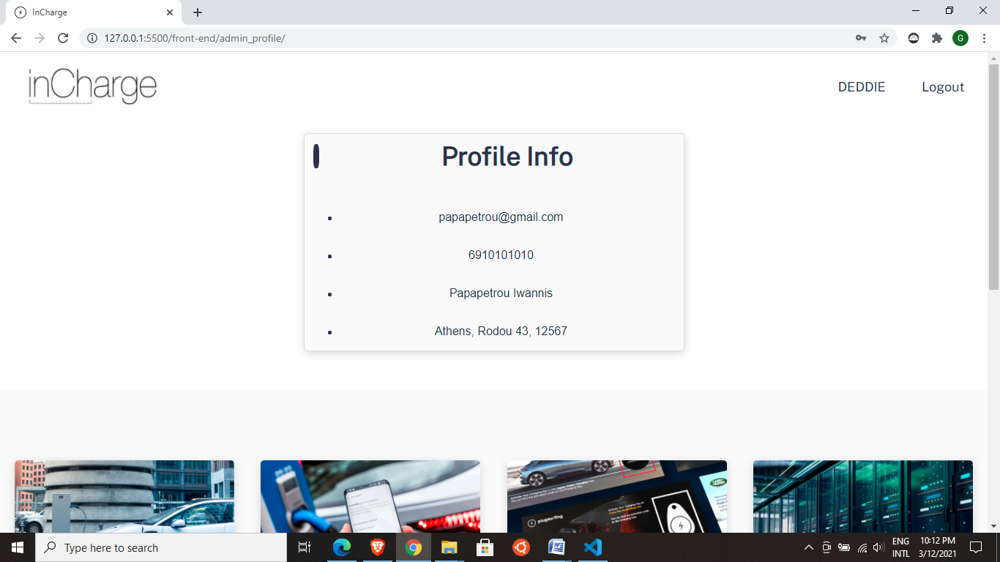 InCharge
127.0.0.1:5500/front-end/admin_profile/
G
inCharge
DEDDIE
Logout
Profile Info
papapetrou@gmail.com
6910101010
Papapetrou Iwannis
Athens, Rodou 43, 12567
plugsurfing
Type here to search
ENG
INTL
10:12 PM
3/12/2021